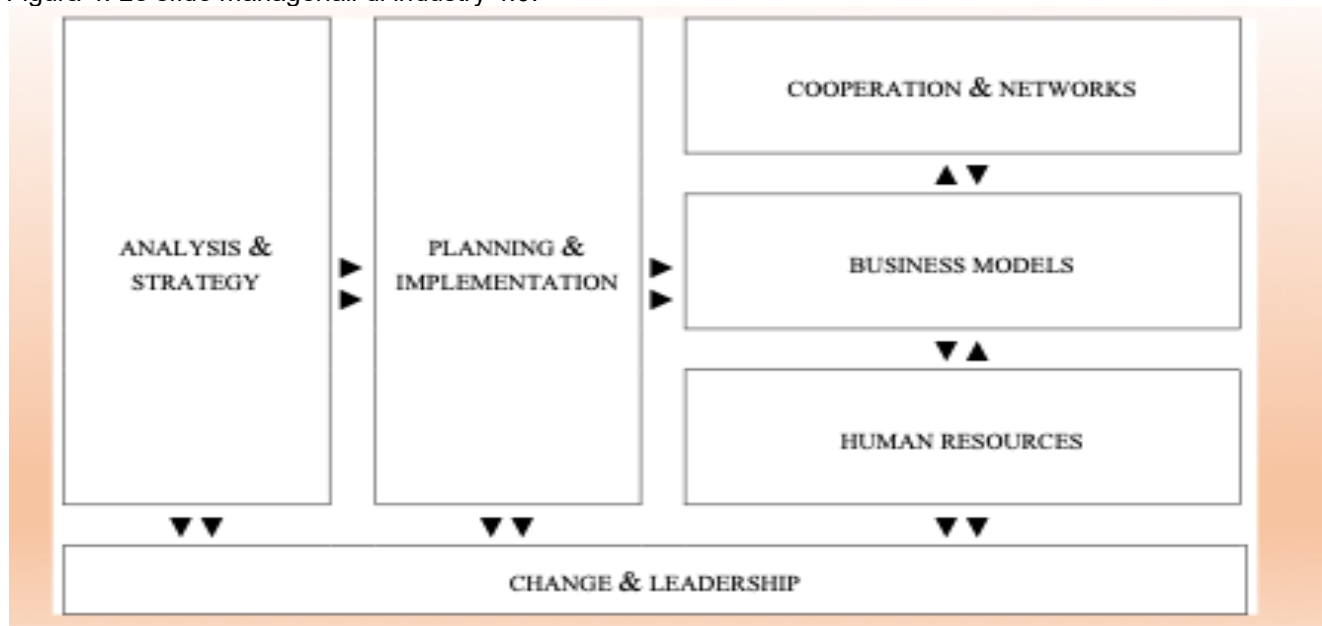 COOPERATION & NETWORKS
ANALYSIS &
STRATEGY
PLANNING &
IMPLEMENTATION
BUSINESS MODELS
HUMAN RESOURCES
CHANGE & LEADERSHIP